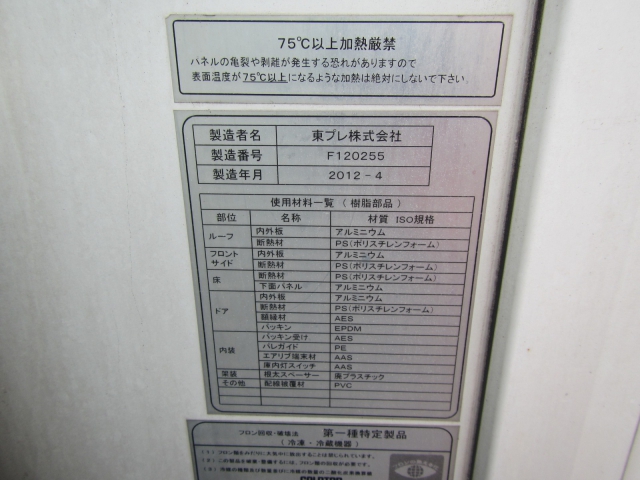 75℃以上加熱厳禁
パネルの亀裂や剥離が発生する恐れがありますので
表面温度が75℃以上になるような加熱は絶対にしないで下さい.
製造者名 東プレ株式会社
製造番号 F120255
製造年月 2012-4
使用材料一覧 (樹脂部品)
部位 名称 材質 ISO規格
ルーフ 内外板 アルミニウム
断熱材 PS(ポリスチレンフォーム)
フロント サイド 内外板 アルミニウム
断熱材 PS(ポリスチレンフォーム)
床 断熱材 PS(ポリスチレンフォーム)
下面パネル アルミニウム
ドア 内外板 アルミニウム
断熱材 PS(ポリスチレンフォーム)
額縁材 AES
パッキン EPDM
内装 パッキン受け AES
バレガイド PE
エアリブ端末材 AAS
庫内灯スイッチ AAS
架装 根太スペーサー 廃プラスチック
その他 配線被覆材 PVC
フロン回収・破壊法 第一種特定製品
(冷凍・冷蔵機器)